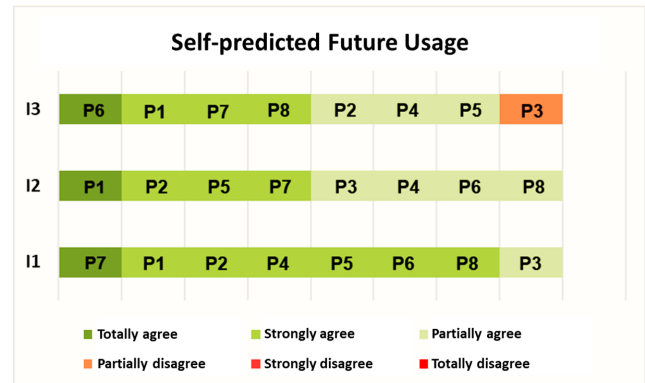 Self-predicted Future Usage
I3 P6 P1 P7 P8 P2 P4 P5 P3
I2 P1 P2 P5 P7 P3 P4 P6 P8
I1 P7 P1 P2 P4 P5 P6 P8 P3
Totally agree Strongly agree Partially agree
Partially disagree Strongly disagree Totally disagree